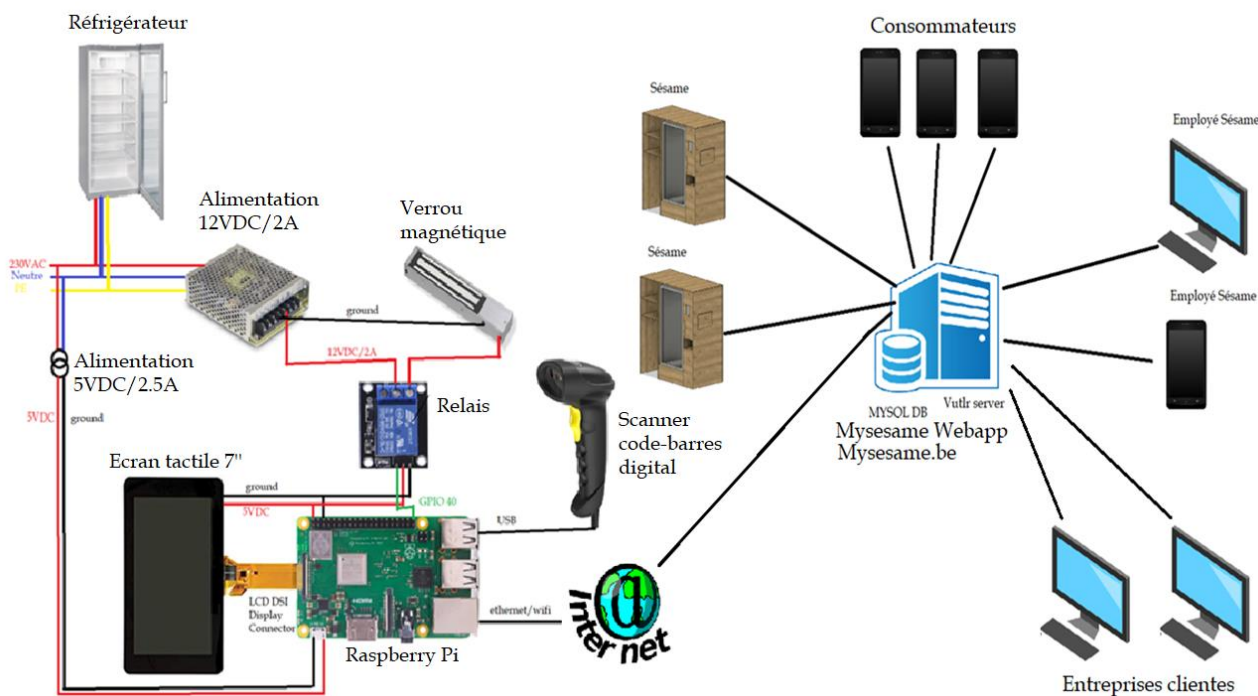 Réfrigérateur
Consommateurs
Sésame
Employé Sésame
Alimentation
12VDC/2A
Verrou
magnétique
230VAC
Neutre
PE
ground
Sésame
Employé Sésame
12VDC/2A
Alimentation
5VDC/2.5A
5VDC
ground
Relais
Scanner
code-barres
digital
MYSQL DB
Vutlr server
Mysesame Webapp
Mysesame.be
Ecran tactile 7"
ground
5VDC
GPIO 40
USB
LCD DSI
Display
Connector
HDMI
ethernet/wifi
Raspberry Pi
@
Internet
Entreprises clientes